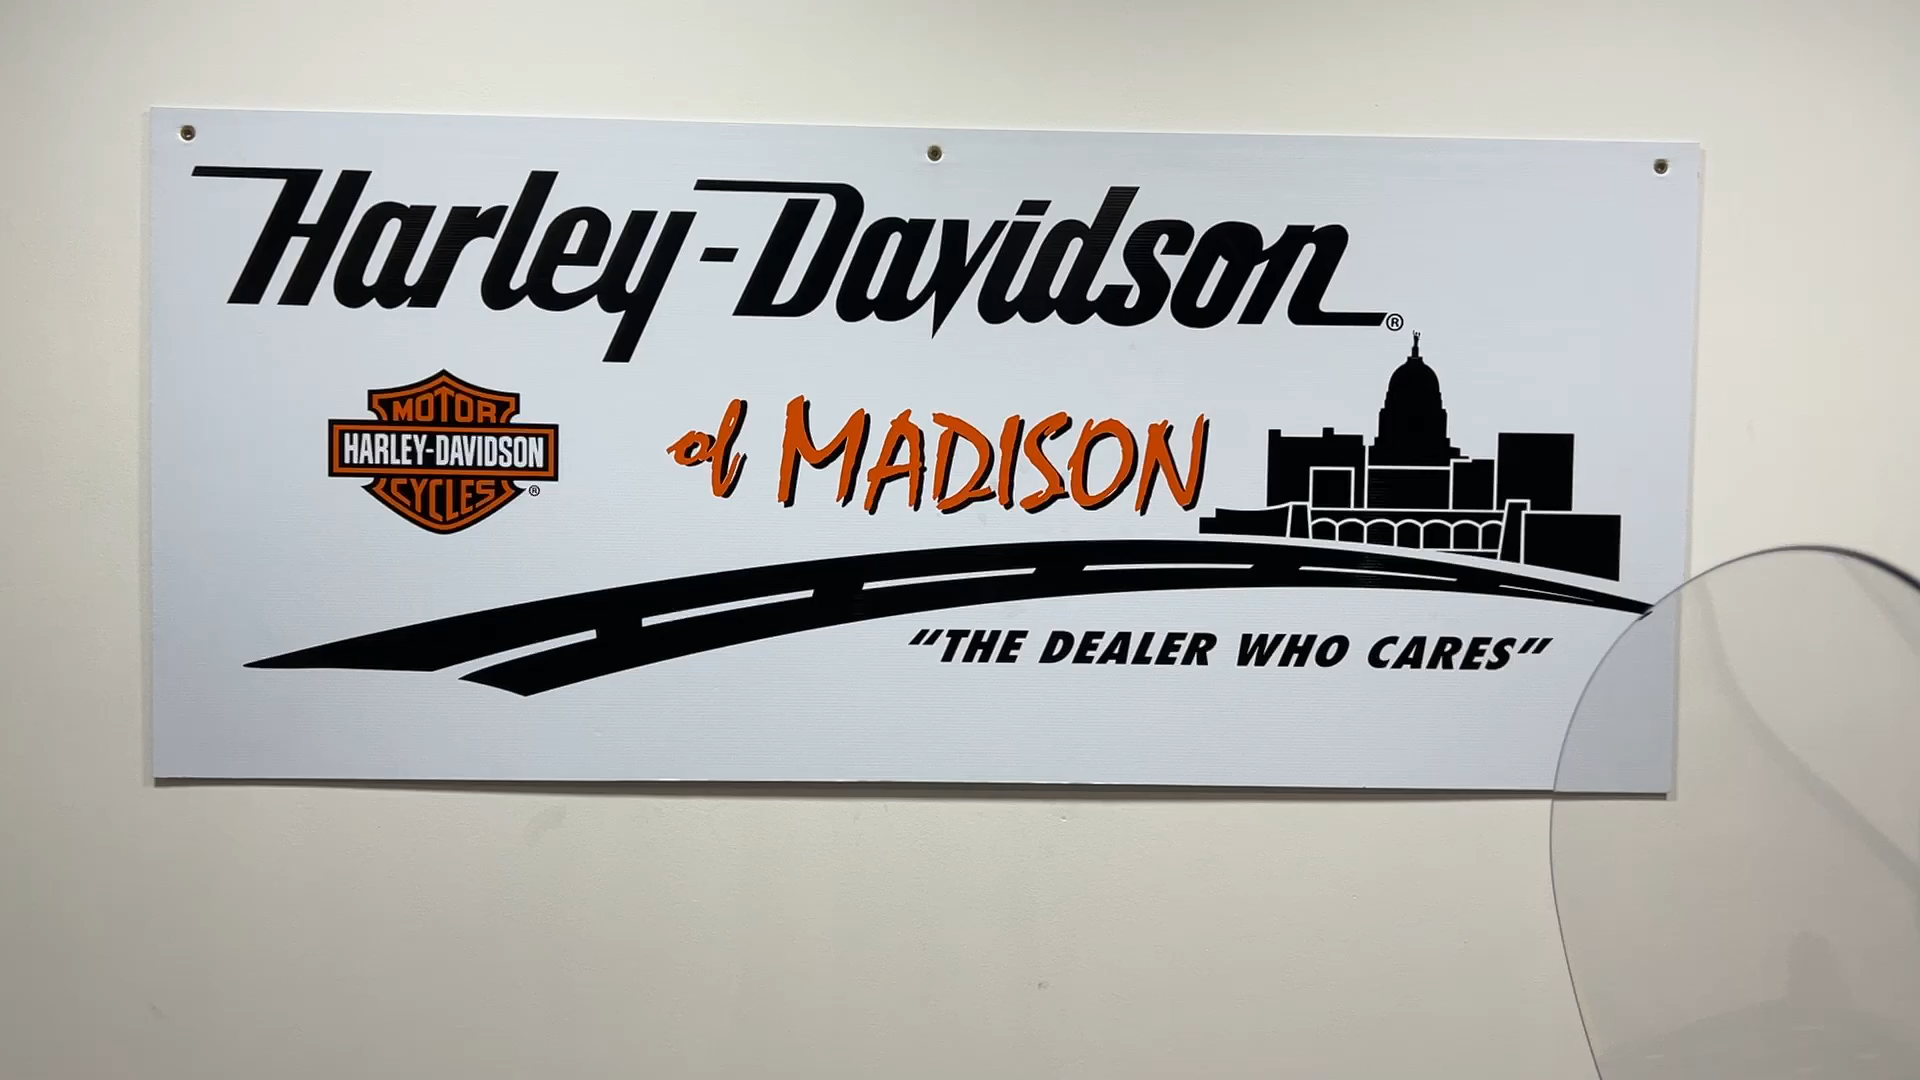 Harley-Davidson®
MOTOR
HARLEY-DAVIDSON
CYCLES®
of MADISON
"THE DEALER WHO CARES"